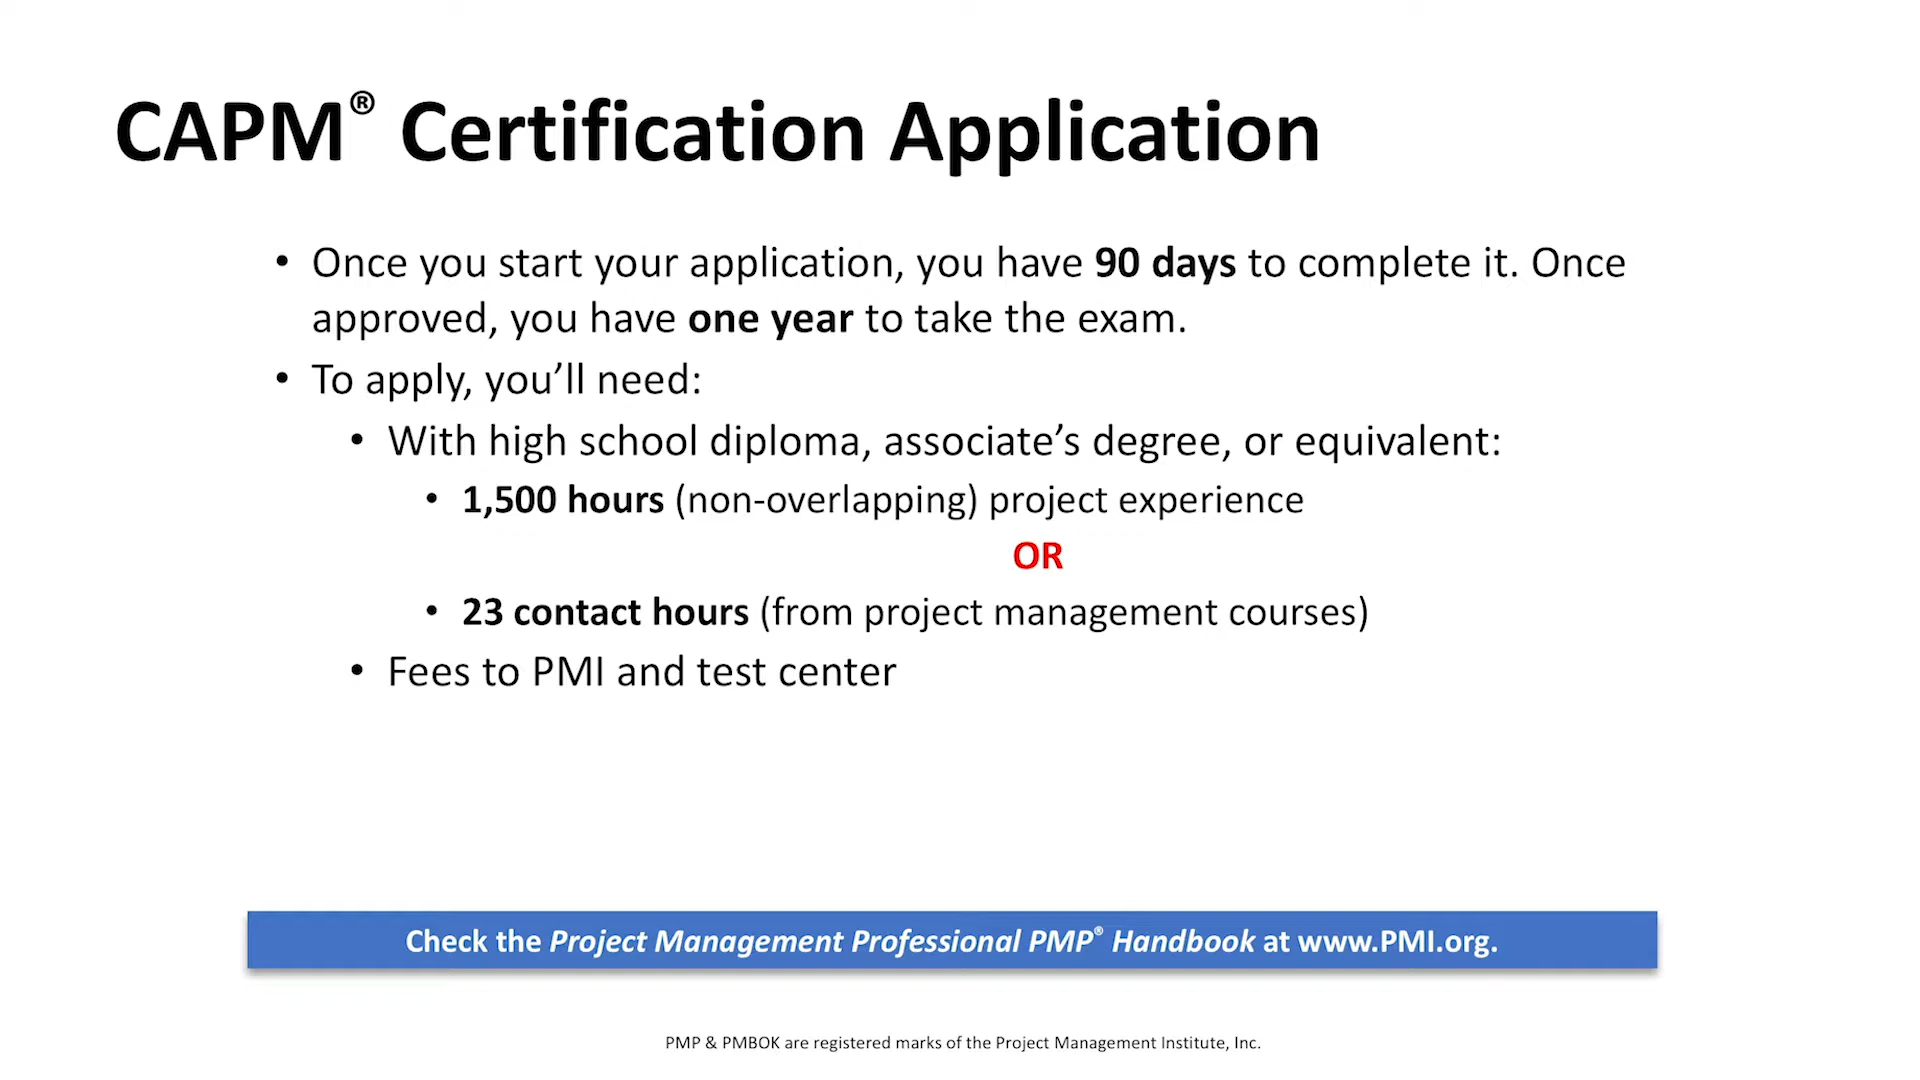 CAPM® Certification Application
• Once you start your application, you have 90 days to complete it. Once
approved, you have one year to take the exam.
• To apply, you’ll need:
• With high school diploma, associate’s degree, or equivalent:
• 1,500 hours (non-overlapping) project experience
OR
• 23 contact hours (from project management courses)
• Fees to PMI and test center
Check the Project Management Professional PMP® Handbook at www.PMI.org.
PMP & PMBOK are registered marks of the Project Management Institute, Inc.